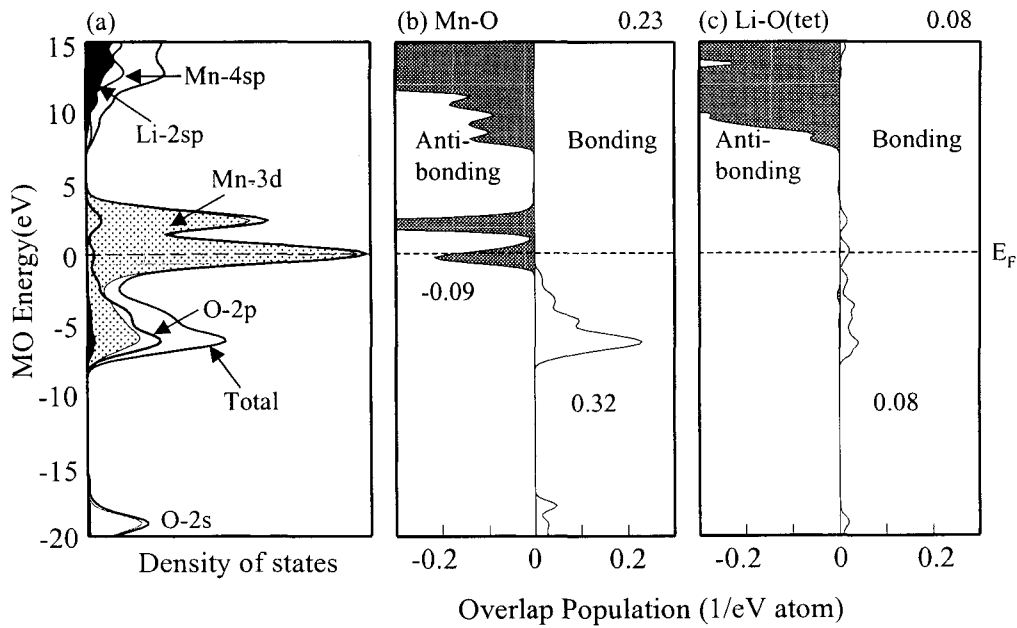 (a)
(b) Mn-O 0.23
(c) Li-O(tet) 0.08
MO Energy(eV)
15
10
5
0
-5
-10
-15
-20
Mn-4sp
Li-2sp
Mn-3d
O-2p
Total
O-2s
Density of states
Anti-
bonding
Bonding
-0.09
0.32
-0.2 0 0.2
Anti-
bonding
Bonding
0.08
-0.2 0 0.2
E_F
Overlap Population (1/eV atom)